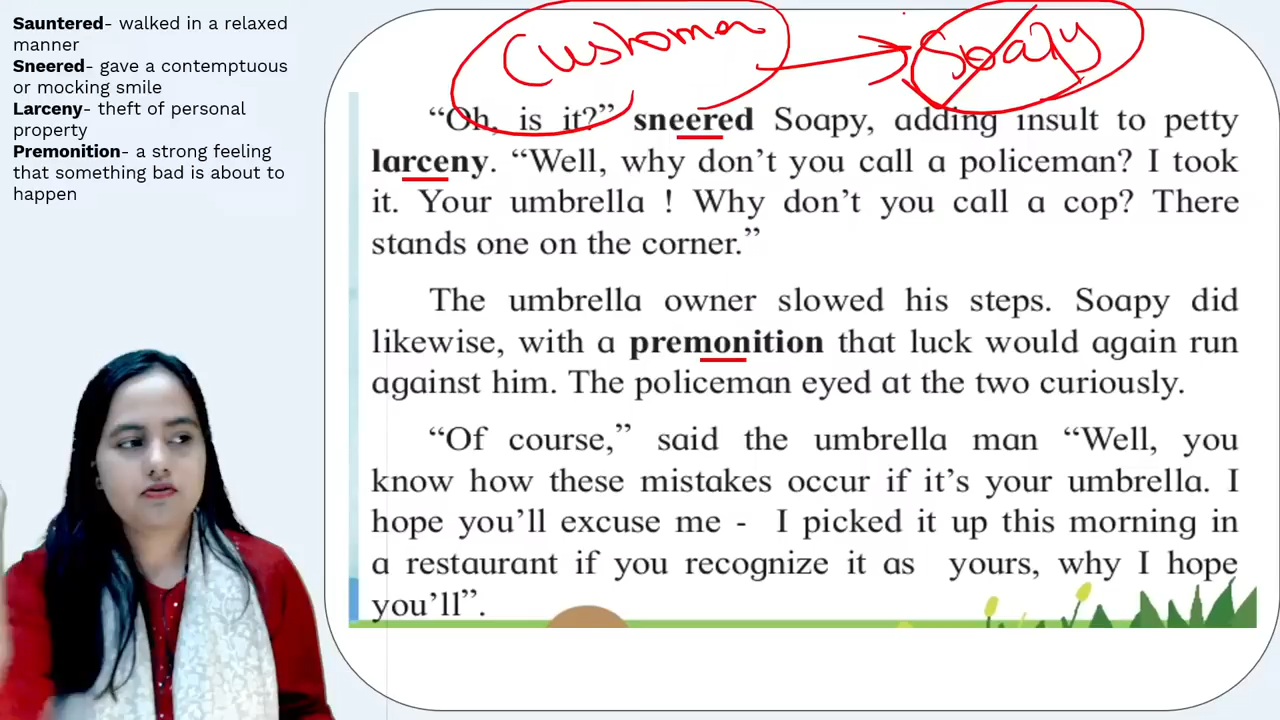 Sauntered- walked in a relaxed
manner
Sneered- gave a contemptuous
or mocking smile
Larceny- theft of personal
property
Premonition- a strong feeling
that something bad is about to
happen
Customer
Soapy
“Oh, is it?” sneered Soapy, adding insult to petty
larceny. “Well, why don’t you call a policeman? I took
it. Your umbrella ! Why don’t you call a cop? There
stands one on the corner.”
The umbrella owner slowed his steps. Soapy did
likewise, with a premonition that luck would again run
against him. The policeman eyed at the two curiously.
“Of course,” said the umbrella man “Well, you
know how these mistakes occur if it’s your umbrella. I
hope you’ll excuse me - I picked it up this morning in
a restaurant if you recognize it as yours, why I hope
you’ll”.